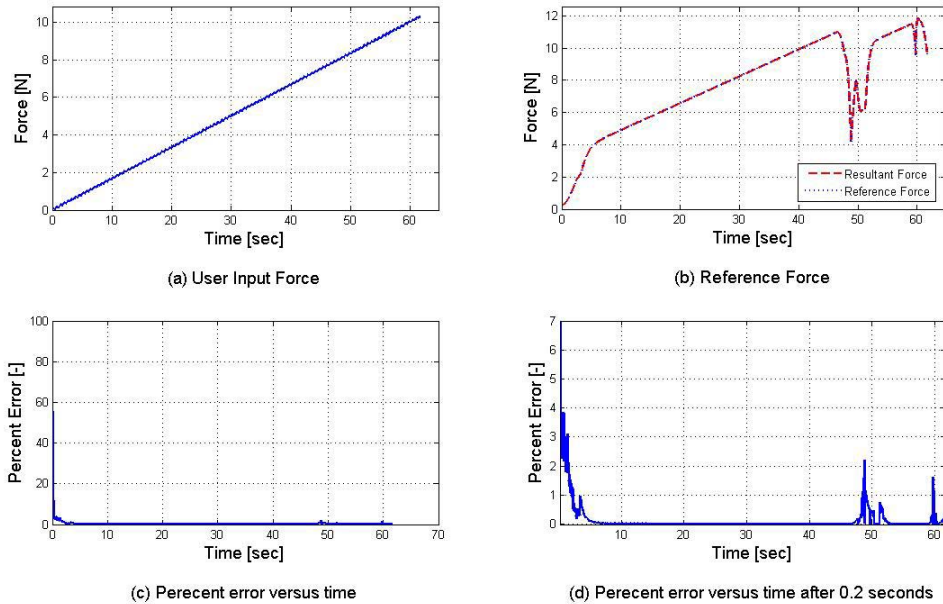 10
8
6
4
2
0
Force [N]
0 10 20 30 40 50 60
Time [sec]
(a) User Input Force
12
10
8
6
4
2
0
Force [N]
Resultant Force
Reference Force
0 10 20 30 40 50 60
Time [sec]
(b) Reference Force
100
80
60
40
20
0
Percent Error [-]
0 10 20 30 40 50 60 70
Time [sec]
(c) Perecent error versus time
7
6
5
4
3
2
1
0
Percent Error [-]
0 10 20 30 40 50 60
Time [sec]
(d) Perecent error versus time after 0.2 seconds